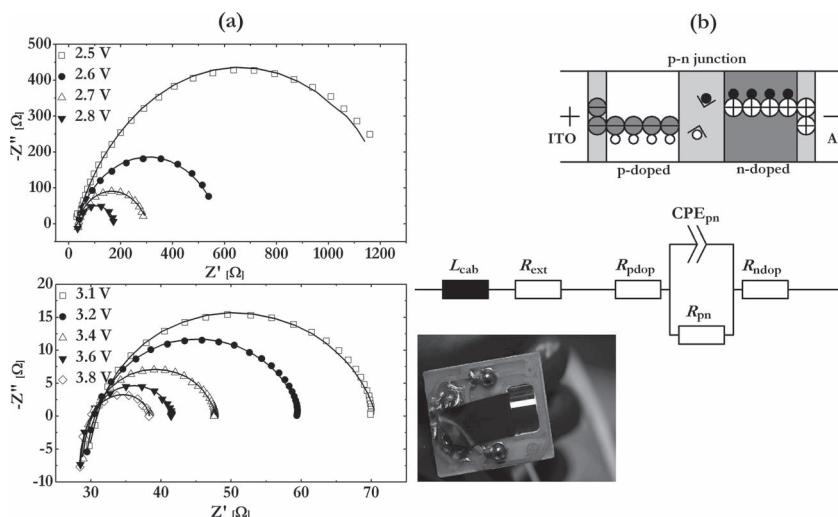 (a)
500
400
300
200
100
0
-Z'' [Ω]
2.5 V
2.6 V
2.7 V
2.8 V
0 200 400 600 800 1000 1200
Z' [Ω]
20
15
10
5
0
-5
-10
-Z'' [Ω]
3.1 V
3.2 V
3.4 V
3.6 V
3.8 V
30 40 50 60 70
Z' [Ω]
(b)
p-n junction
+
ITO
–
A
p-doped
n-doped
CPEpn
Lcab
Rext
Rpdop
Rndop
Rpn